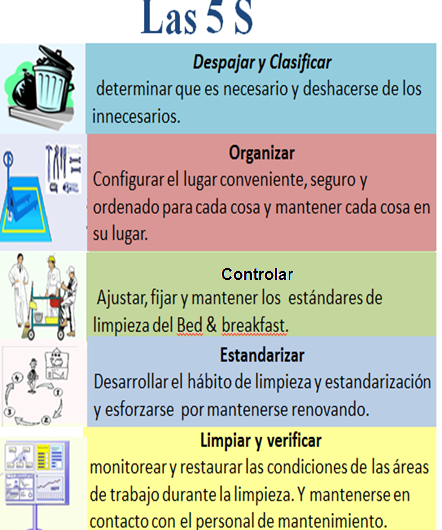 Las 5 S
Despajar y Clasificar
determinar que es necesario y deshacerse de los
innecesarios.
Organizar
Configurar el lugar conveniente, seguro y
ordenado para cada cosa y mantener cada cosa en
su lugar.
Controlar
Ajustar, fijar y mantener los estándares de
limpieza del Bed & breakfast.
Estandarizar
Desarrollar el hábito de limpieza y estandarización
y esforzarse por mantenerse renovando.
Limpiar y verificar
monitorear y restaurar las condiciones de las áreas
de trabajo durante la limpieza. Y mantenerse en
contacto con el personal de mantenimiento.